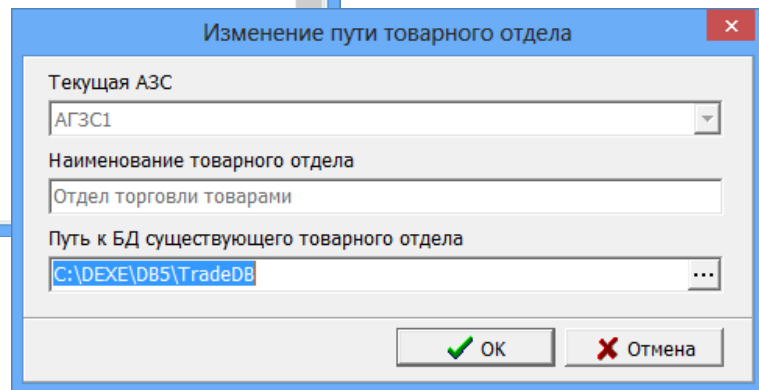 Изменение пути товарного отдела
Текущая АЗС
АГЗС1
Наименование товарного отдела
Отдел торговли товарами
Путь к БД существующего товарного отдела
C:\DEXE\DB5\TradeDB
...
ОК
Отмена